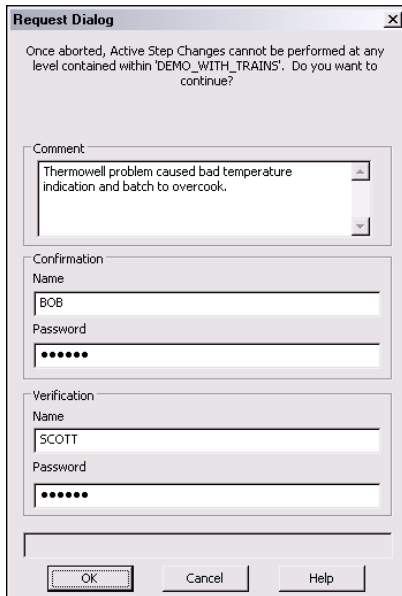 Request Dialog
Once aborted, Active Step Changes cannot be performed at any
level contained within 'DEMO_WITH_TRAINS'. Do you want to
continue?
Comment
Thermowell problem caused bad temperature
indication and batch to overcook.
Confirmation
Name
BOB
Password
●●●●●●
Verification
Name
SCOTT
Password
●●●●●●
OK
Cancel
Help